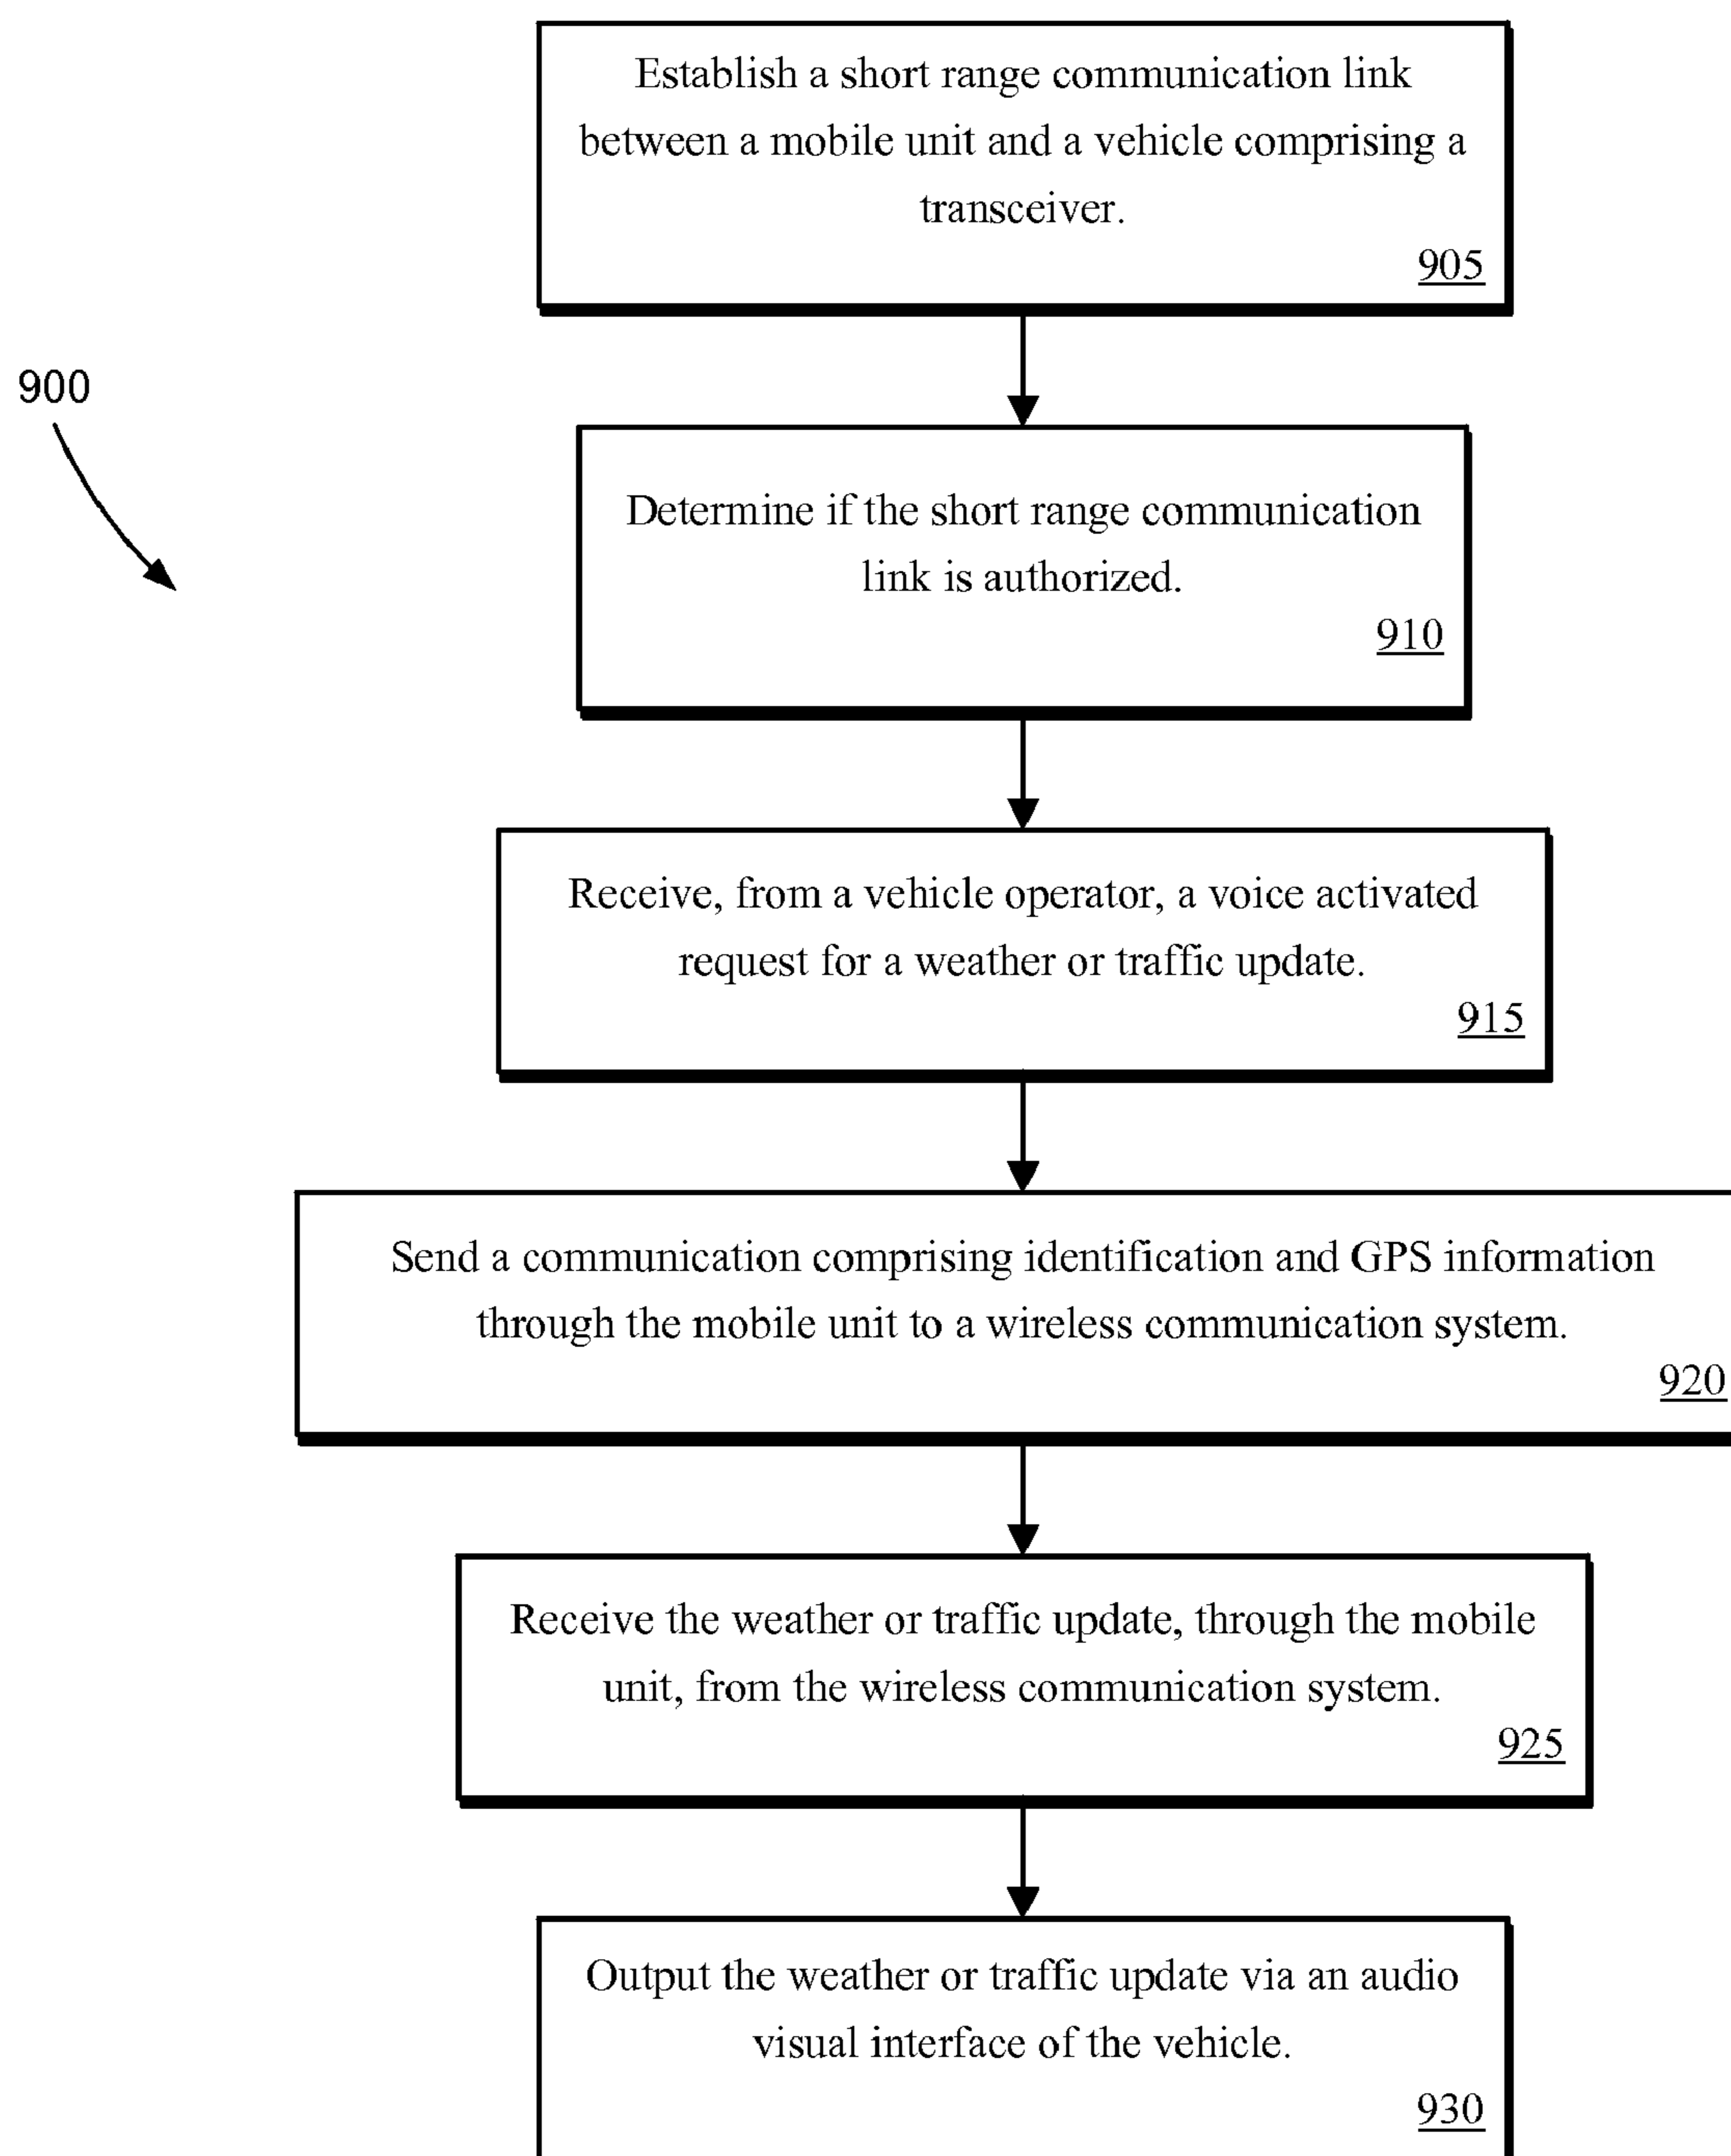 Establish a short range communication link
between a mobile unit and a vehicle comprising a
transceiver.
905
900
Determine if the short range communication
link is authorized.
910
Receive, from a vehicle operator, a voice activated
request for a weather or traffic update.
915
Send a communication comprising identification and GPS information
through the mobile unit to a wireless communication system.
920
Receive the weather or traffic update, through the mobile
unit, from the wireless communication system.
925
Output the weather or traffic update via an audio
visual interface of the vehicle.
930